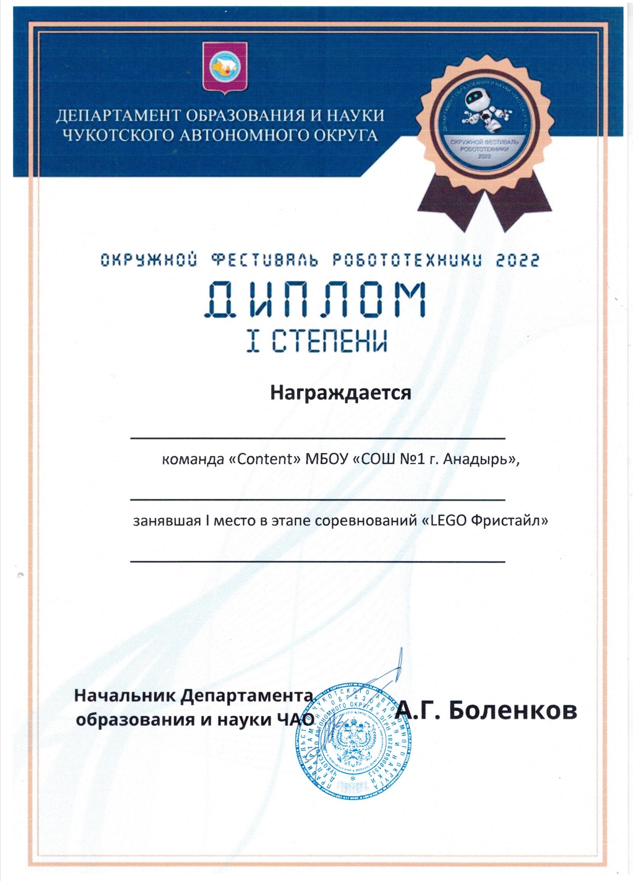 ДЕПАРТАМЕНТ ОБРАЗОВАНИЯ И НАУКИ
ЧУКОТСКОГО АВТОНОМНОГО ОКРУГА
ОКРУЖНОЙ ФЕСТИВАЛЬ
РОБОТОТЕХНИКИ
2022
ОКРУЖНОЙ ФЕСТИВАЛЬ РОБОТОТЕХНИКИ 2022
ДИПЛОМ
I СТЕПЕНИ
Награждается
команда «Content» МБОУ «СОШ №1 г. Анадырь»,
занявшая I место в этапе соревнований «LEGO Фристайл»
Начальник Департамента
образования и науки ЧАО
А.Г. Боленков